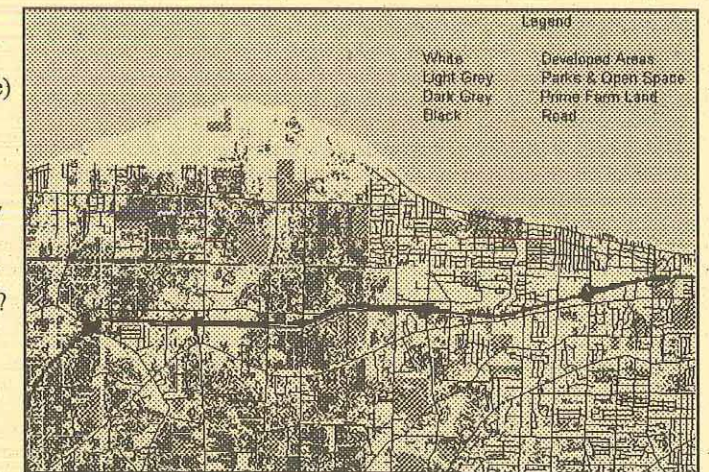 Legend
White Developed Areas
Light Grey Parks & Open Space
Dark Grey Prime Farm Land
Black Road
e)
?